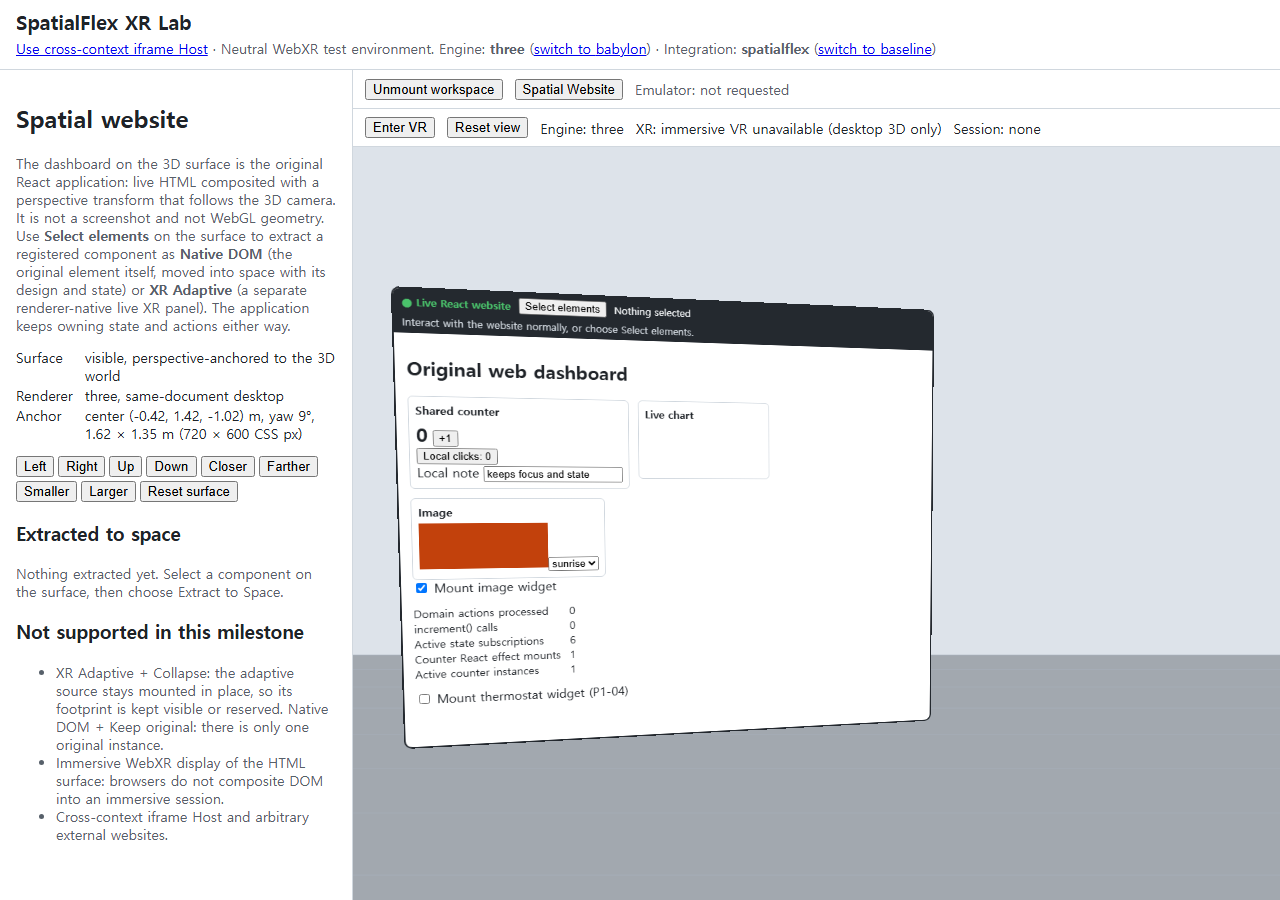 SpatialFlex XR Lab
Use cross-context iframe Host · Neutral WebXR test environment. Engine: three (switch to babylon) · Integration: spatialflex (switch to baseline)
Spatial website
The dashboard on the 3D surface is the original
React application: live HTML composited with a
perspective transform that follows the 3D camera.
It is not a screenshot and not WebGL geometry.
Use Select elements on the surface to extract a
registered component as Native DOM (the
original element itself, moved into space with its
design and state) or XR Adaptive (a separate
renderer-native live XR panel). The application
keeps owning state and actions either way.
Surface visible, perspective-anchored to the 3D
world
Renderer three, same-document desktop
Anchor center (-0.42, 1.42, -1.02) m, yaw 9°,
1.62 × 1.35 m (720 × 600 CSS px)
Left Right Up Down Closer Farther
Smaller Larger Reset surface
Extracted to space
Nothing extracted yet. Select a component on
the surface, then choose Extract to Space.
Not supported in this milestone
• XR Adaptive + Collapse: the adaptive
source stays mounted in place, so its
footprint is kept visible or reserved. Native
DOM + Keep original: there is only one
original instance.
• Immersive WebXR display of the HTML
surface: browsers do not composite DOM
into an immersive session.
• Cross-context iframe Host and arbitrary
external websites.
Unmount workspace Spatial Website Emulator: not requested
Enter VR Reset view Engine: three XR: immersive VR unavailable (desktop 3D only) Session: none
Live React website Select elements Nothing selected
Interact with the website normally, or choose Select elements.
Original web dashboard
Shared counter
0 +1
Local clicks: 0
Local note keeps focus and state
Live chart
Image
sunrise
Mount image widget
Domain actions processed 0
increment() calls 0
Active state subscriptions 6
Counter React effect mounts 1
Active counter instances 1
Mount thermostat widget (P1-04)